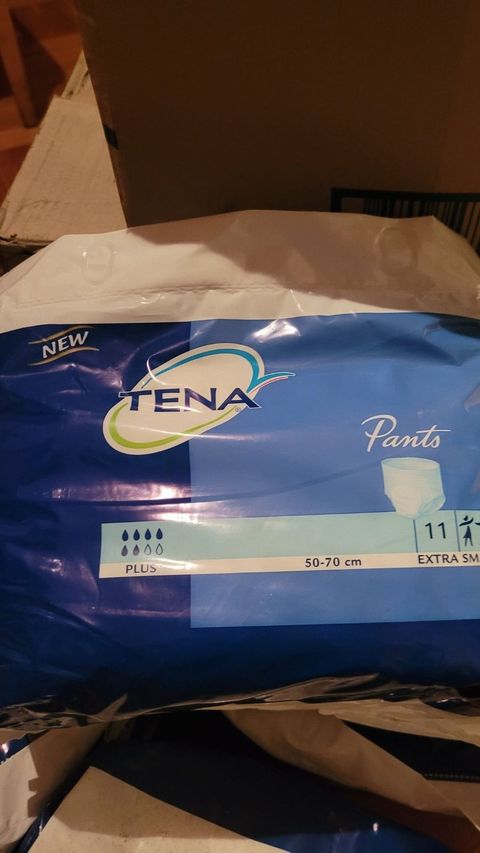 NEW
TENA
Pants
11
PLUS
50-70 cm
EXTRA SM